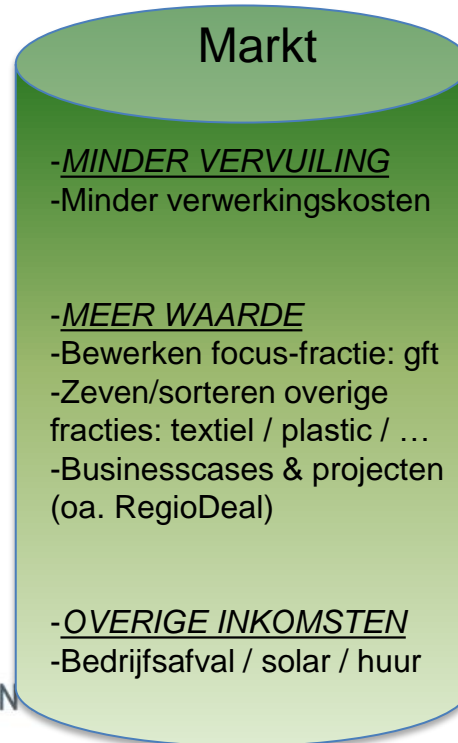 Markt
-MINDER VERVUILING
-Minder verwerkingskosten
-MEER WAARDE
-Bewerken focus-fractie: gft
-Zeven/sorteren overige
fracties: textiel / plastic / …
-Businesscases & projecten
(oa. RegioDeal)
-OVERIGE INKOMSTEN
-Bedrijfsafval / solar / huur
N